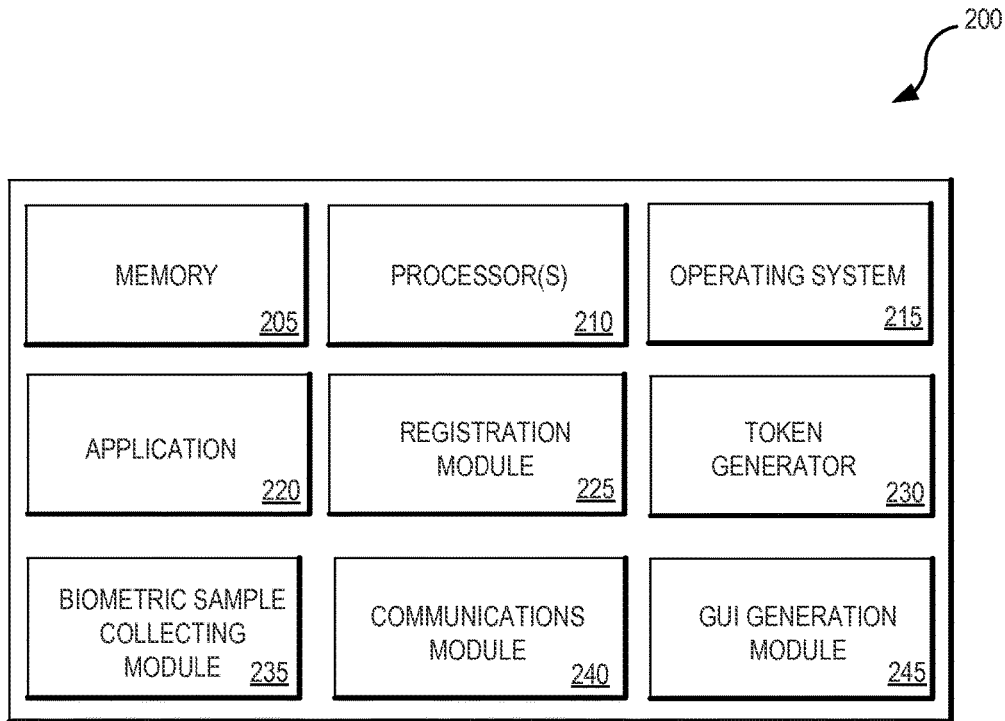 200
MEMORY
205
PROCESSOR(S)
210
OPERATING SYSTEM
215
APPLICATION
220
REGISTRATION
MODULE
225
TOKEN
GENERATOR
230
BIOMETRIC SAMPLE
COLLECTING
MODULE
235
COMMUNICATIONS
MODULE
240
GUI GENERATION
MODULE
245